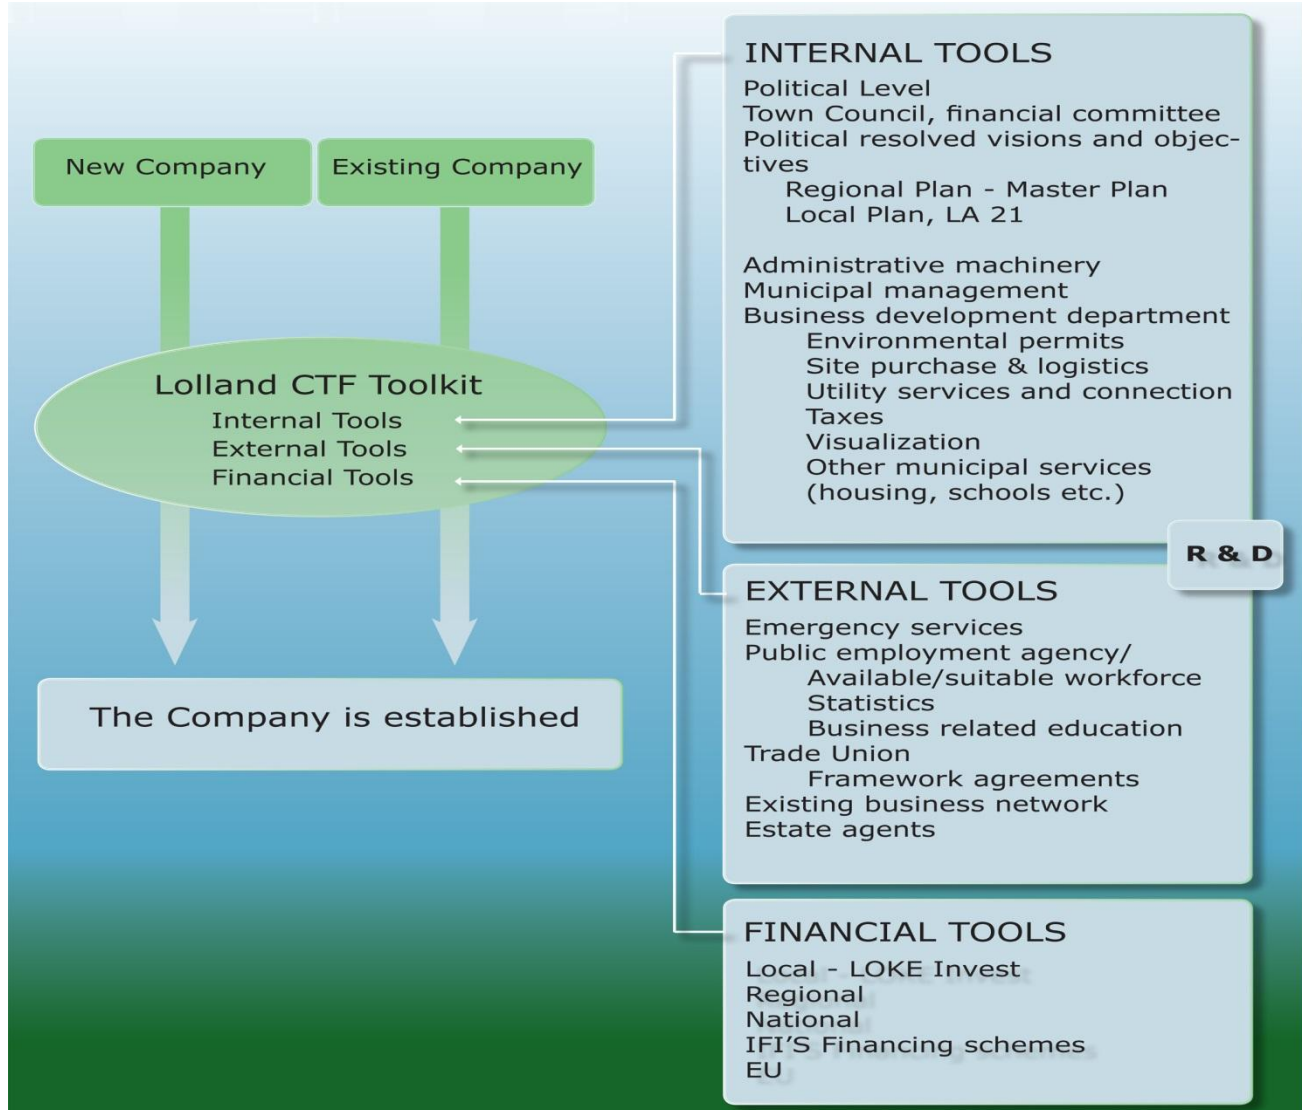 New Company
Existing Company
Lolland CTF Toolkit
Internal Tools
External Tools
Financial Tools
The Company is established
INTERNAL TOOLS
Political Level
Town Council, financial committee
Political resolved visions and objec-
tives
Regional Plan - Master Plan
Local Plan, LA 21
Administrative machinery
Municipal management
Business development department
Environmental permits
Site purchase & logistics
Utility services and connection
Taxes
Visualization
Other municipal services
(housing, schools etc.)
R & D
EXTERNAL TOOLS
Emergency services
Public employment agency/
Available/suitable workforce
Statistics
Business related education
Trade Union
Framework agreements
Existing business network
Estate agents
FINANCIAL TOOLS
Local - LOKE Invest
Regional
National
IFI’S Financing schemes
EU